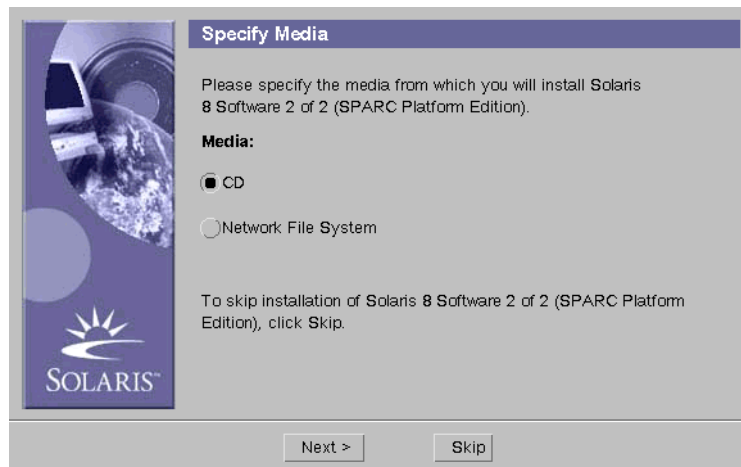 Specify Media
Please specify the media from which you will install Solaris
8 Software 2 of 2 (SPARC Platform Edition).
Media:
CD
Network File System
To skip installation of Solaris 8 Software 2 of 2 (SPARC Platform
Edition), click Skip.
SOLARIS™
Next >
Skip